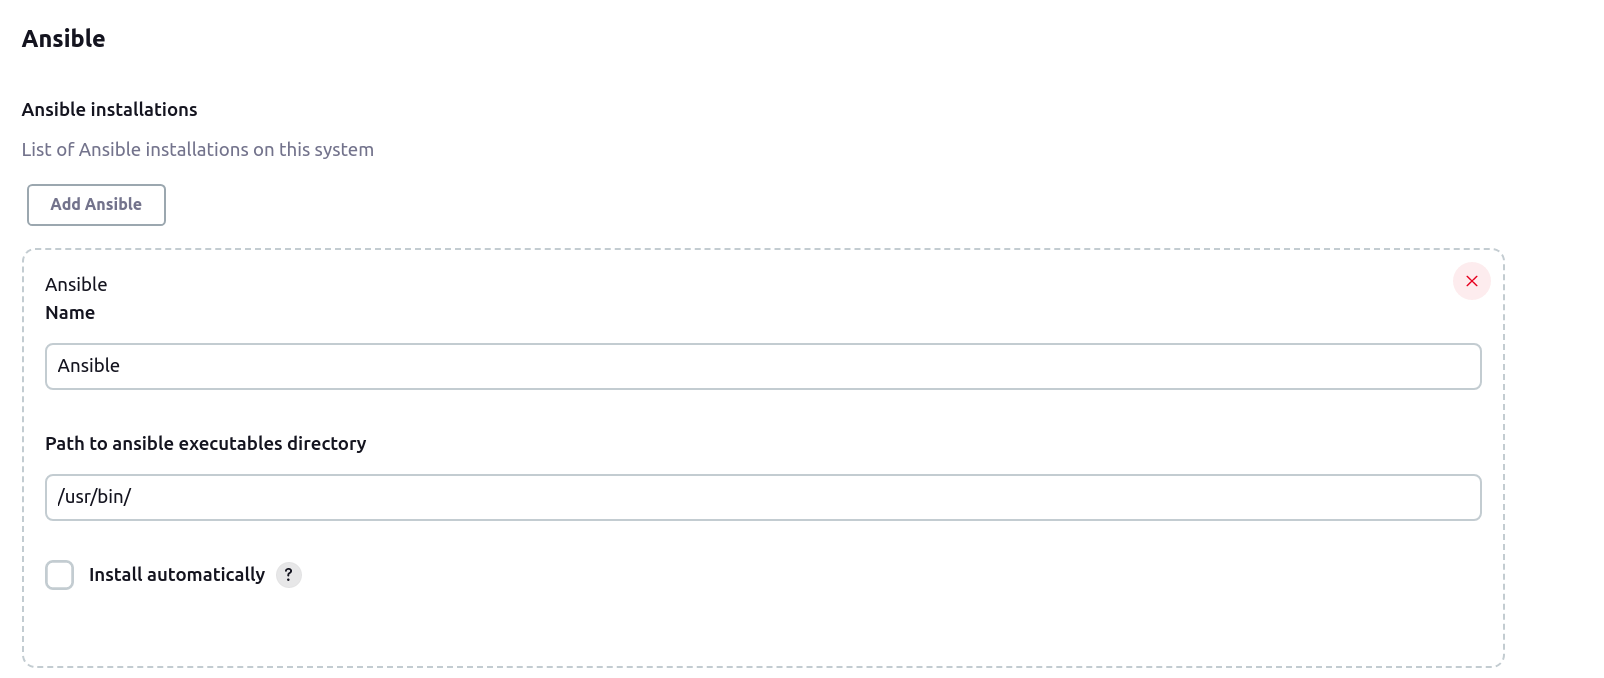 Ansible
Ansible installations
List of Ansible installations on this system
Add Ansible
Ansible
Name
Ansible
Path to ansible executables directory
/usr/bin/
Install automatically ?